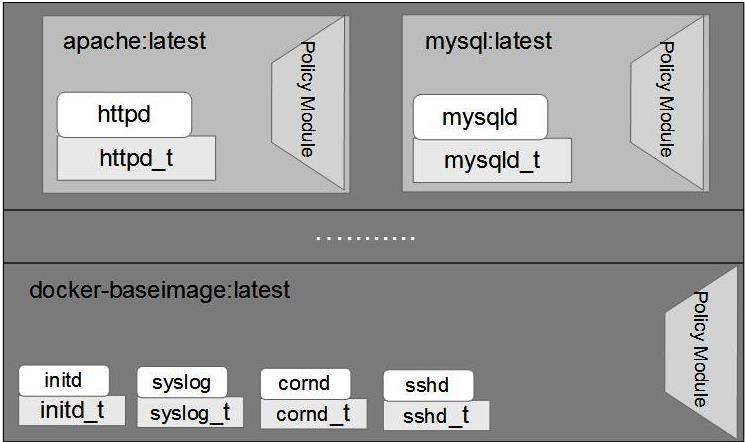 apache:latest
Policy Module
httpd
httpd_t
mysql:latest
Policy Module
mysqld
mysqld_t
...........
docker-baseimage:latest
Policy Module
initd
initd_t
syslog
syslog_t
cornd
cornd_t
sshd
sshd_t